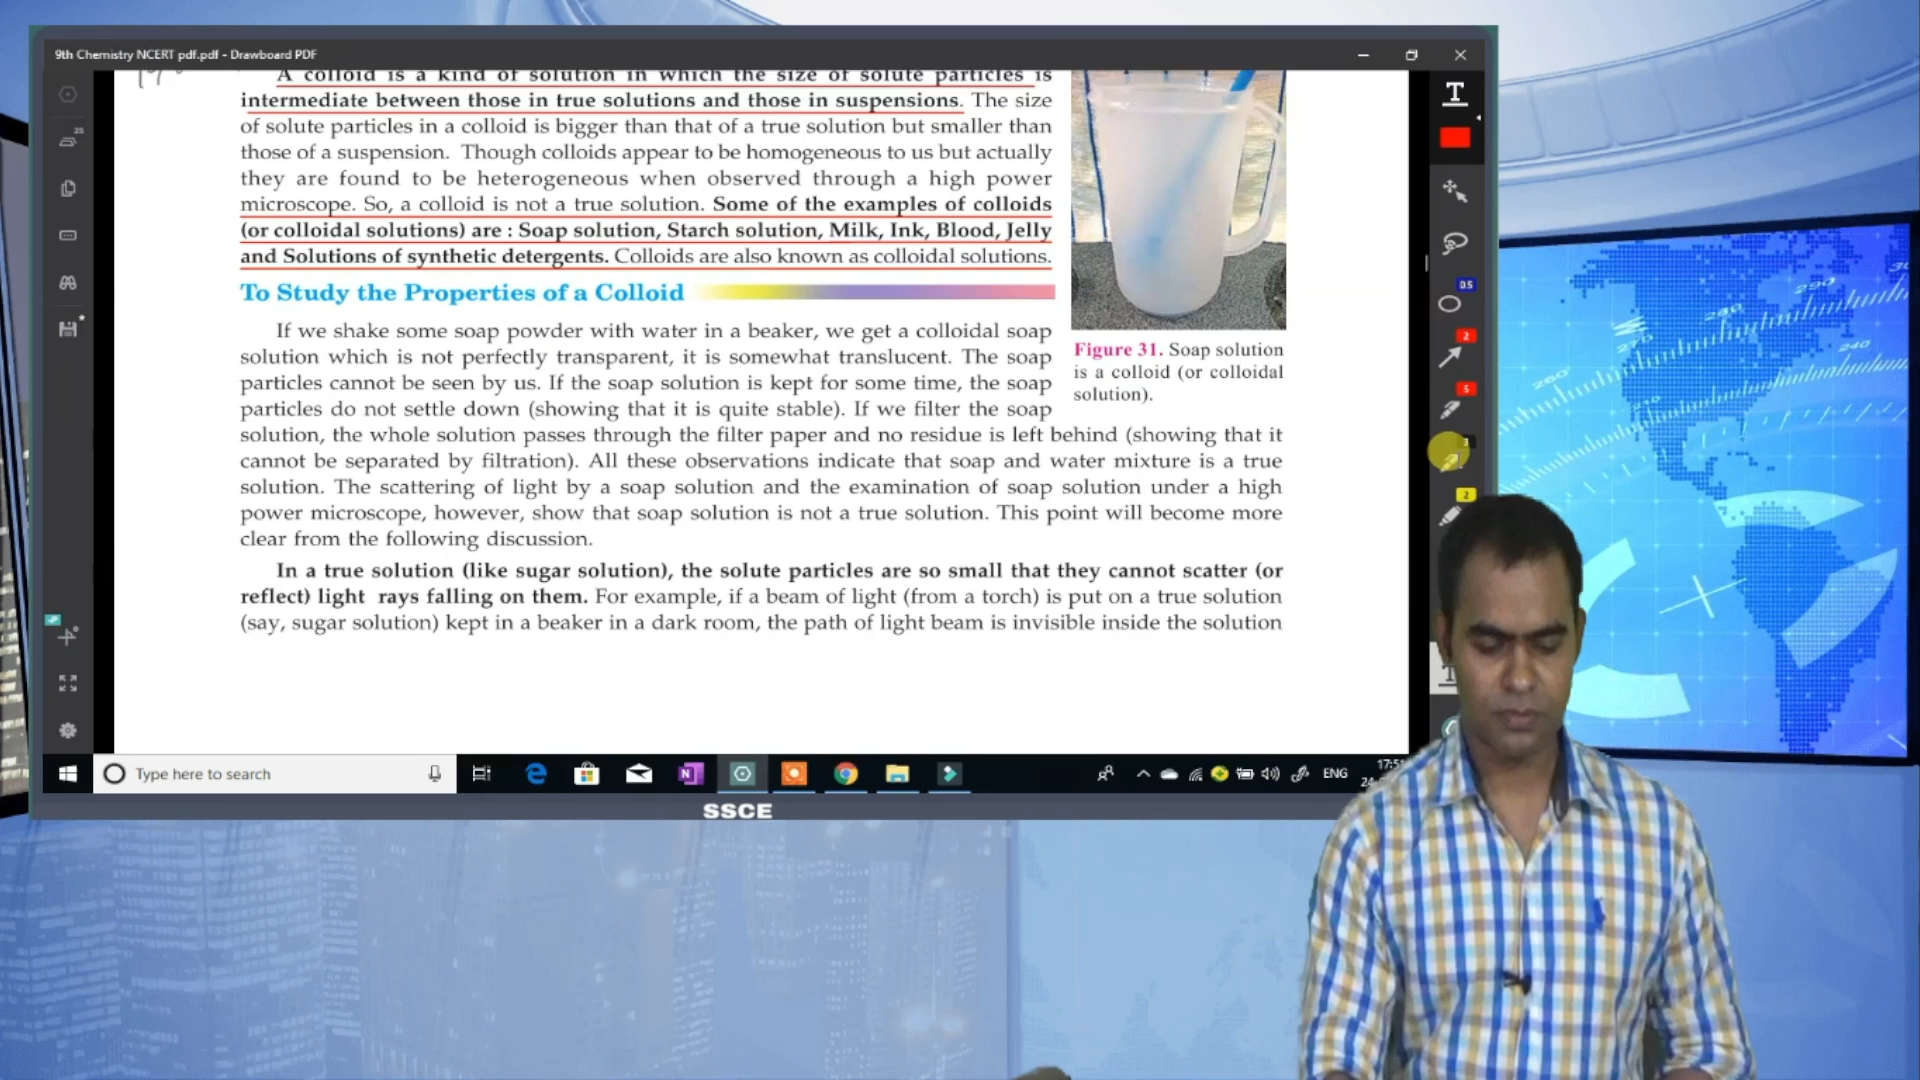 9th Chemistry NCERT pdf.pdf - Drawboard PDF
A colloid is a kind of solution in which the size of solute particles is
intermediate between those in true solutions and those in suspensions. The size
of solute particles in a colloid is bigger than that of a true solution but smaller than
those of a suspension. Though colloids appear to be homogeneous to us but actually
they are found to be heterogeneous when observed through a high power
microscope. So, a colloid is not a true solution. Some of the examples of colloids
(or colloidal solutions) are : Soap solution, Starch solution, Milk, Ink, Blood, Jelly
and Solutions of synthetic detergents. Colloids are also known as colloidal solutions.
To Study the Properties of a Colloid
If we shake some soap powder with water in a beaker, we get a colloidal soap
solution which is not perfectly transparent, it is somewhat translucent. The soap
particles cannot be seen by us. If the soap solution is kept for some time, the soap
particles do not settle down (showing that it is quite stable). If we filter the soap
solution, the whole solution passes through the filter paper and no residue is left behind (showing that it
cannot be separated by filtration). All these observations indicate that soap and water mixture is a true
solution. The scattering of light by a soap solution and the examination of soap solution under a high
power microscope, however, show that soap solution is not a true solution. This point will become more
clear from the following discussion.
In a true solution (like sugar solution), the solute particles are so small that they cannot scatter (or
reflect) light rays falling on them. For example, if a beam of light (from a torch) is put on a true solution
(say, sugar solution) kept in a beaker in a dark room, the path of light beam is invisible inside the solution
Figure 31. Soap solution
is a colloid (or colloidal
solution).
25
T
0.5
2
5
3
2
Type here to search
N
ENG
17:51
SSCE
290
280
270
260
240